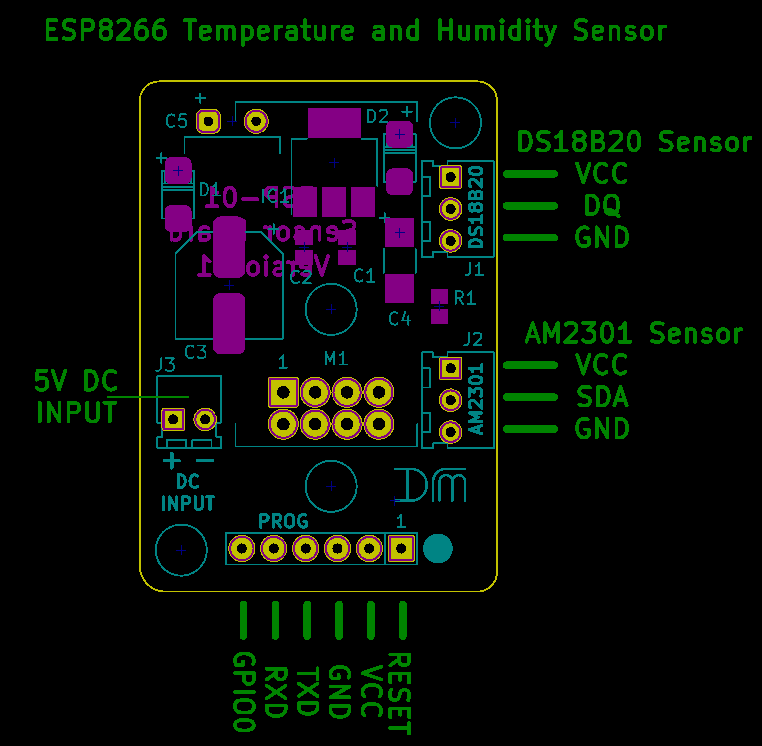 ESP8266 Temperature and Humidity Sensor
+
C5
D2
+
DS18B20 Sensor
VCC
DQ
GND
+
D1
IC1
DS18B20
J1
+
+
C2
C1
R1
C4
C3
AM2301 Sensor
VCC
SDA
GND
J2
AM2301
J3
1
M1
5V DC
INPUT
+ −
DC
INPUT
DM
PROG
1
GPIO0
RXD
TXD
GND
VCC
RESET